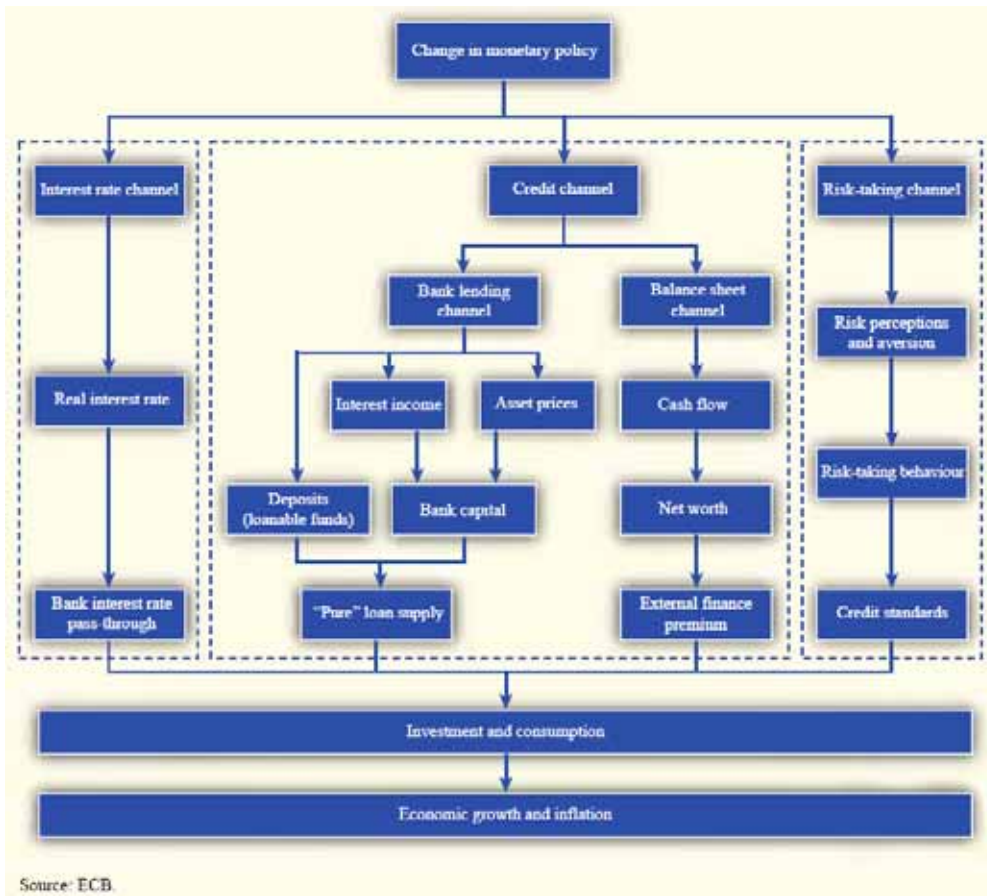 Change in monetary policy
Interest rate channel
Credit channel
Risk-taking channel
Bank lending
channel
Balance sheet
channel
Risk perceptions
and aversion
Real interest rate
Interest income
Asset prices
Cash flow
Risk-taking behaviour
Deposits
(loanable funds)
Bank capital
Net worth
Bank interest rate
pass-through
"Pure" loan supply
External finance
premium
Credit standards
Investment and consumption
Economic growth and inflation
Source: ECB.